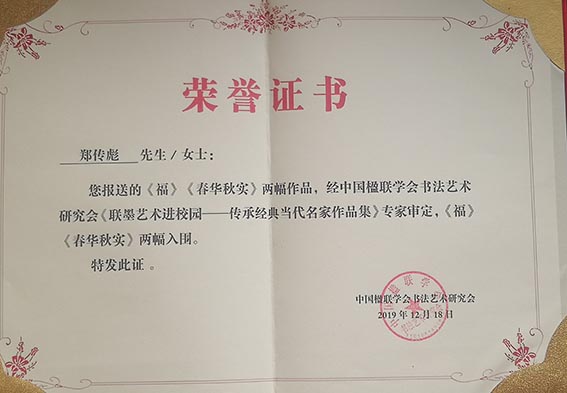 荣誉证书
郑传彪 先生/女士：
您报送的《福》《春华秋实》两幅作品，经中国楹联学会书法艺术
研究会《联墨艺术进校园——传承经典当代名家作品集》专家审定，《福》
《春华秋实》两幅入围。
特发此证。
中国楹联学会书法艺术研究会
2019年12月18日